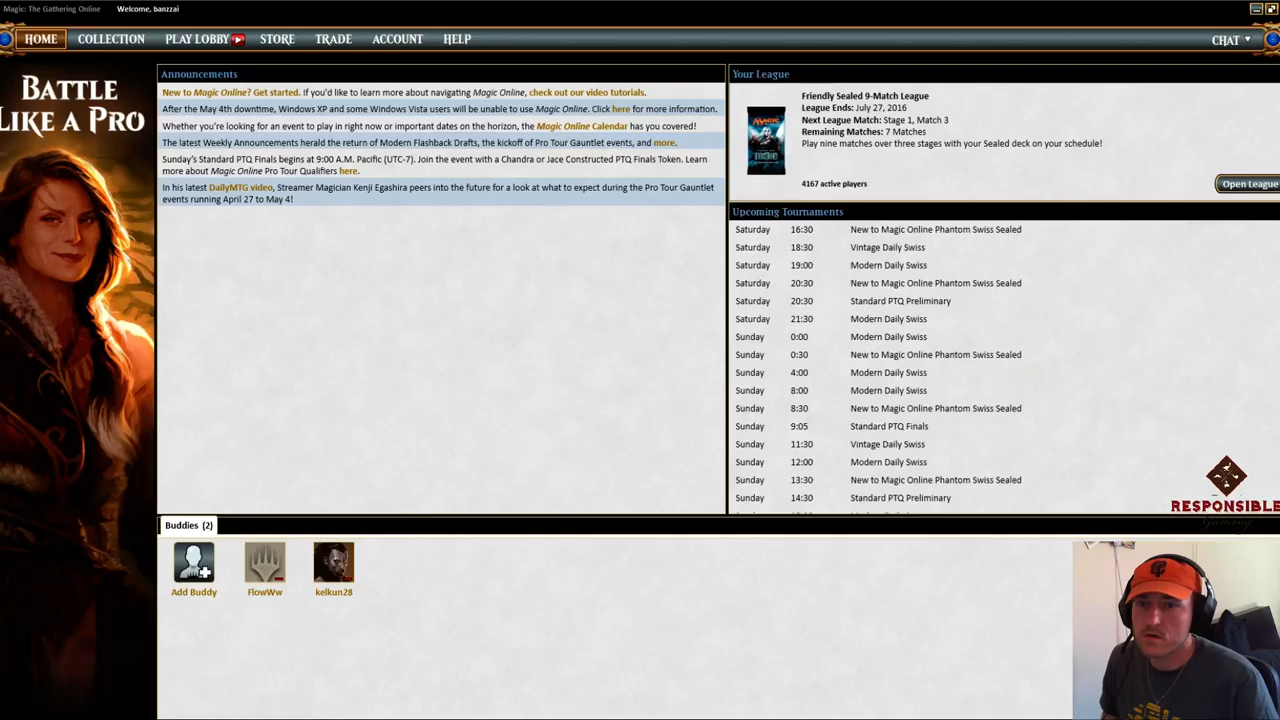 Magic: The Gathering Online Welcome, banzzai
HOME COLLECTION PLAY LOBBY STORE TRADE ACCOUNT HELP CHAT
BATTLE
LIKE A PRO
Announcements
New to Magic Online? Get started. If you'd like to learn more about navigating Magic Online, check out our video tutorials.
After the May 4th downtime, Windows XP and some Windows Vista users will be unable to use Magic Online. Click here for more information.
Whether you're looking for an event to play in right now or important dates on the horizon, the Magic Online Calendar has you covered!
The latest Weekly Announcements herald the return of Modern Flashback Drafts, the kickoff of Pro Tour Gauntlet events, and more.
Sunday's Standard PTQ Finals begins at 9:00 A.M. Pacific (UTC-7). Join the event with a Chandra or Jace Constructed PTQ Finals Token. Learn
more about Magic Online Pro Tour Qualifiers here.
In his latest DailyMTG video, Streamer Magician Kenji Egashira peers into the future for a look at what to expect during the Pro Tour Gauntlet
events running April 27 to May 4!
Your League
Friendly Sealed 9-Match League
League Ends: July 27, 2016
Next League Match: Stage 1, Match 3
Remaining Matches: 7 Matches
Play nine matches over three stages with your Sealed deck on your schedule!
4167 active players
Open League
Upcoming Tournaments
Saturday 16:30 New to Magic Online Phantom Swiss Sealed
Saturday 18:30 Vintage Daily Swiss
Saturday 19:00 Modern Daily Swiss
Saturday 20:30 New to Magic Online Phantom Swiss Sealed
Saturday 20:30 Standard PTQ Preliminary
Saturday 21:30 Modern Daily Swiss
Sunday 0:00 Modern Daily Swiss
Sunday 0:30 New to Magic Online Phantom Swiss Sealed
Sunday 4:00 Modern Daily Swiss
Sunday 8:00 Modern Daily Swiss
Sunday 8:30 New to Magic Online Phantom Swiss Sealed
Sunday 9:05 Standard PTQ Finals
Sunday 11:30 Vintage Daily Swiss
Sunday 12:00 Modern Daily Swiss
Sunday 13:30 New to Magic Online Phantom Swiss Sealed
Sunday 14:30 Standard PTQ Preliminary
RESPONSIBLE
Gaming
Buddies (2)
Add Buddy FlowWw kelkun28